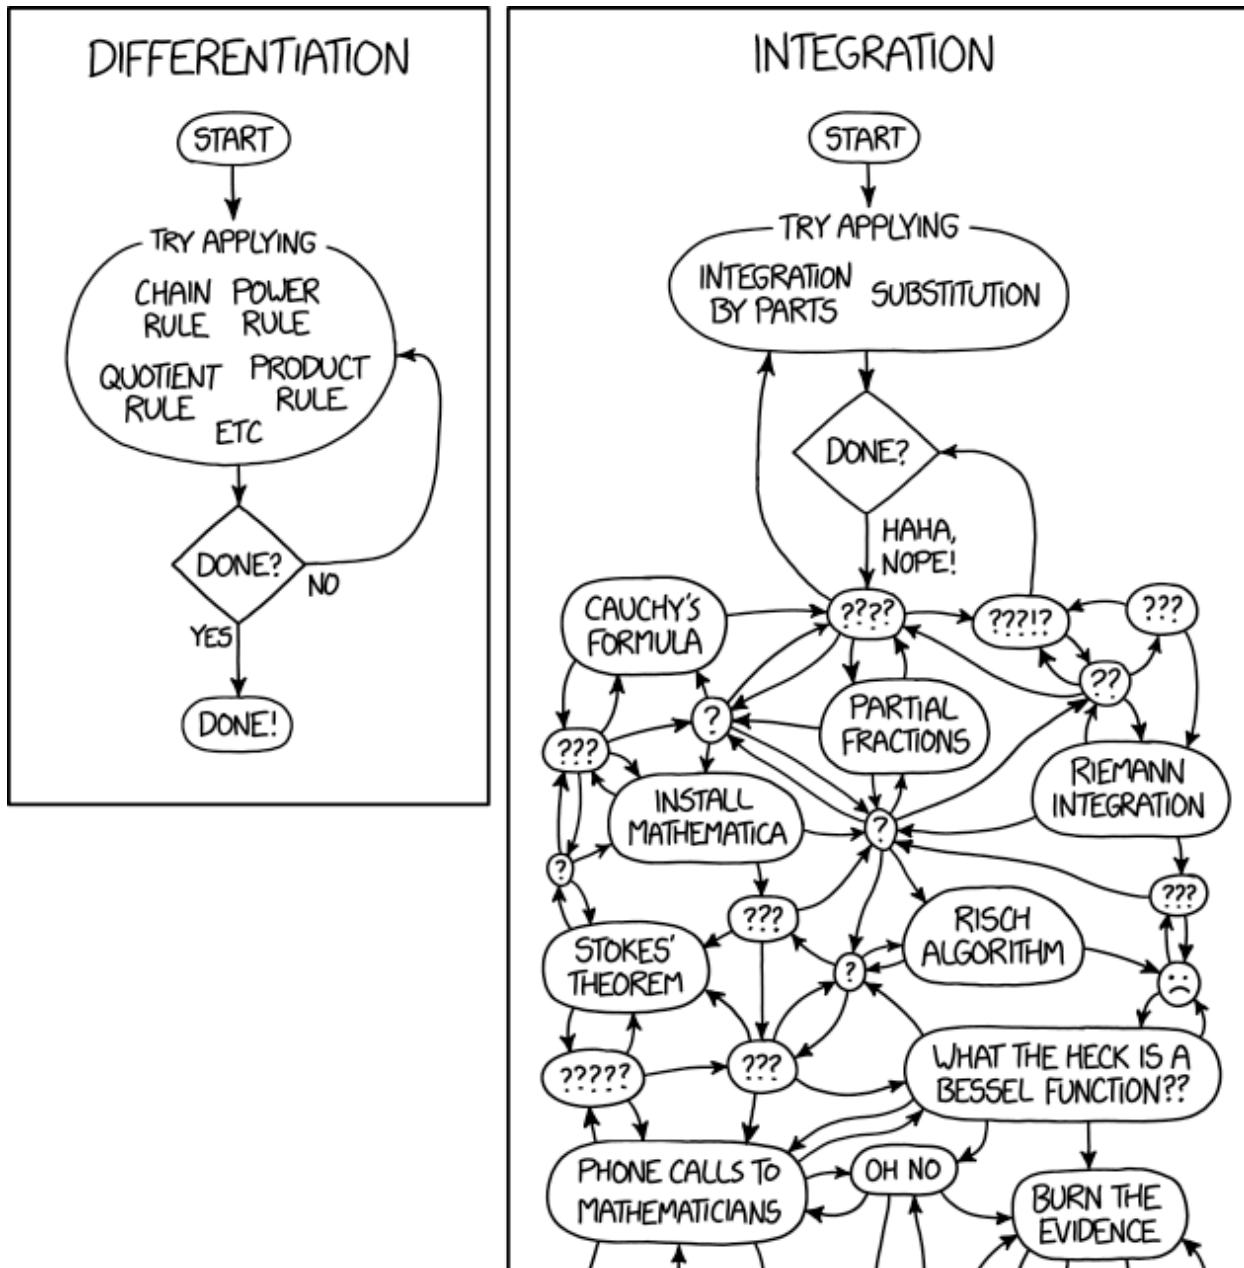 DIFFERENTIATION
START
TRY APPLYING
CHAIN
RULE
POWER
RULE
QUOTIENT
RULE
PRODUCT
RULE
ETC
DONE?
NO
YES
DONE!
INTEGRATION
START
TRY APPLYING
INTEGRATION
BY PARTS
SUBSTITUTION
DONE?
HAHA,
NOPE!
CAUCHY'S
FORMULA
????
???!?
???
??
?
PARTIAL
FRACTIONS
???
INSTALL
MATHEMATICA
RIEMANN
INTEGRATION
?
?
???
???
RISCH
ALGORITHM
STOKES'
THEOREM
?
?????
???
WHAT THE HECK IS A
BESSEL FUNCTION??
PHONE CALLS TO
MATHEMATICIANS
OH NO
BURN THE
EVIDENCE